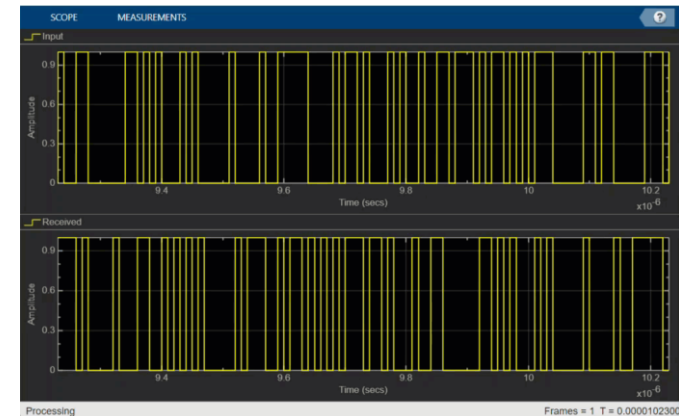 SCOPE MEASUREMENTS ?
Input
0.9
0.6
0.3
0
Amplitude
9.4 9.6 9.8 10 10.2
Time (secs)
x10-6
Received
0.9
0.6
0.3
0
Amplitude
9.4 9.6 9.8 10 10.2
Time (secs)
x10-6
Processing Frames = 1 T = 0.0000102300